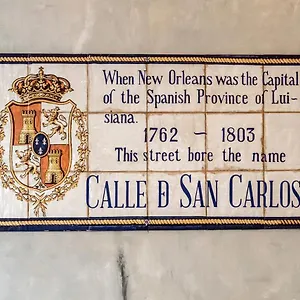 When New Orleans was the Capital
of the Spanish Province of Lui-
siana.
1762 ~ 1803
This street bore the name
CALLE D SAN CARLOS